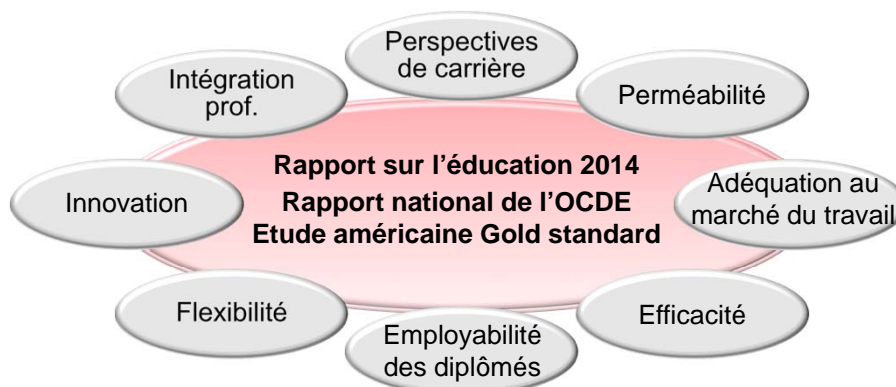 Perspectives
de carrière
Intégration
prof.
Perméabilité
Rapport sur l’éducation 2014
Rapport national de l’OCDE
Etude américaine Gold standard
Innovation
Adéquation au
marché du travail
Flexibilité
Efficacité
Employabilité
des diplômés